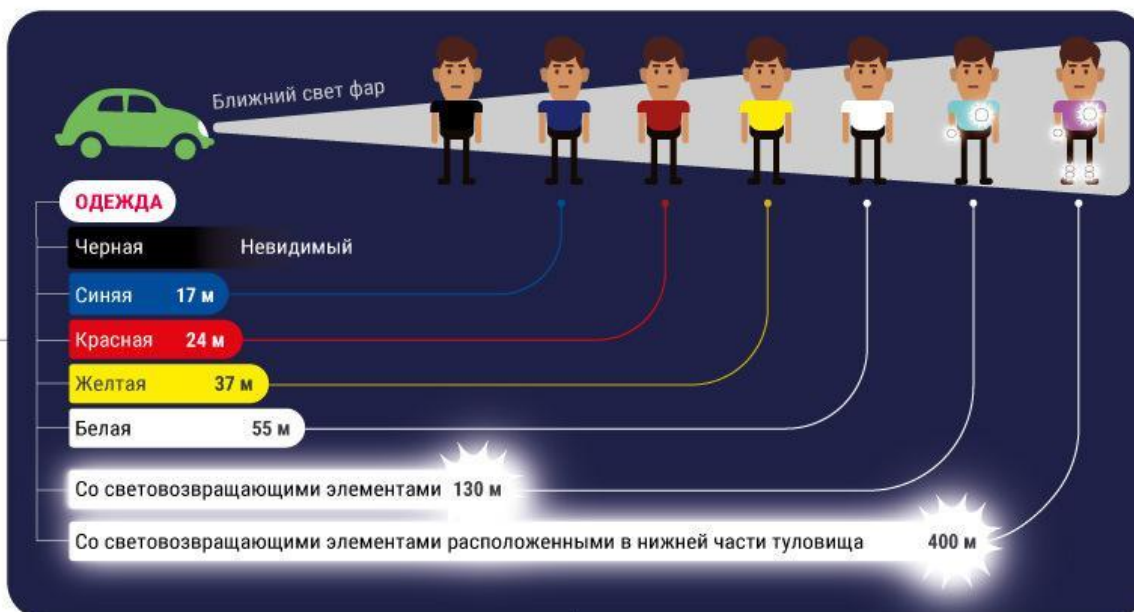 Ближний свет фар
ОДЕЖДА
Черная Невидимый
Синяя 17 м
Красная 24 м
Желтая 37 м
Белая 55 м
Со световозвращающими элементами 130 м
Со световозвращающими элементами расположенными в нижней части туловища 400 м